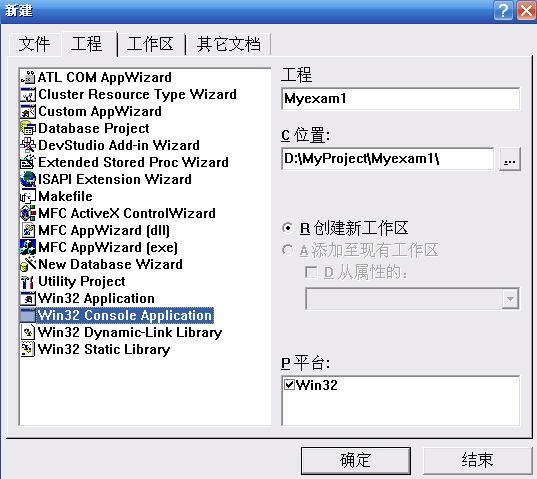 新建
文件 工程 工作区 其它文档
ATL COM AppWizard
Cluster Resource Type Wizard
Custom AppWizard
Database Project
DevStudio Add-in Wizard
Extended Stored Proc Wizard
ISAPI Extension Wizard
Makefile
MFC ActiveX ControlWizard
MFC AppWizard (dll)
MFC AppWizard (exe)
New Database Wizard
Utility Project
Win32 Application
Win32 Console Application
Win32 Dynamic-Link Library
Win32 Static Library
工程
Myexam1
C 位置:
D:\MyProject\Myexam1\
...
R 创建新工作区
A 添加至现有工作区
D 从属性的:
P 平台:
Win32
确定 结束